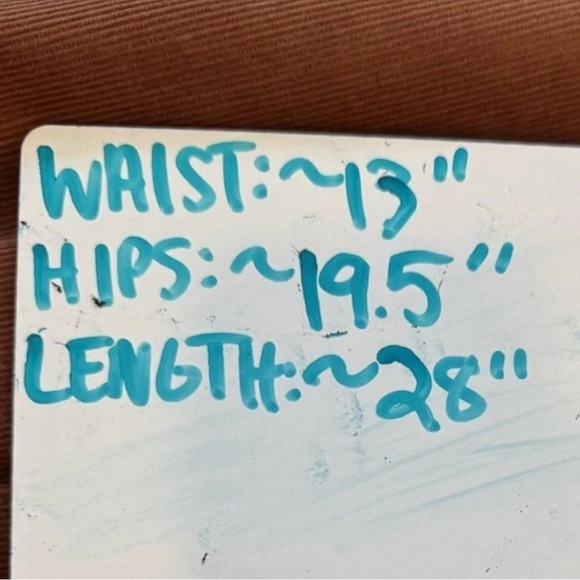 WAIST: ~13"
HIPS: ~19.5"
LENGTH: ~28"